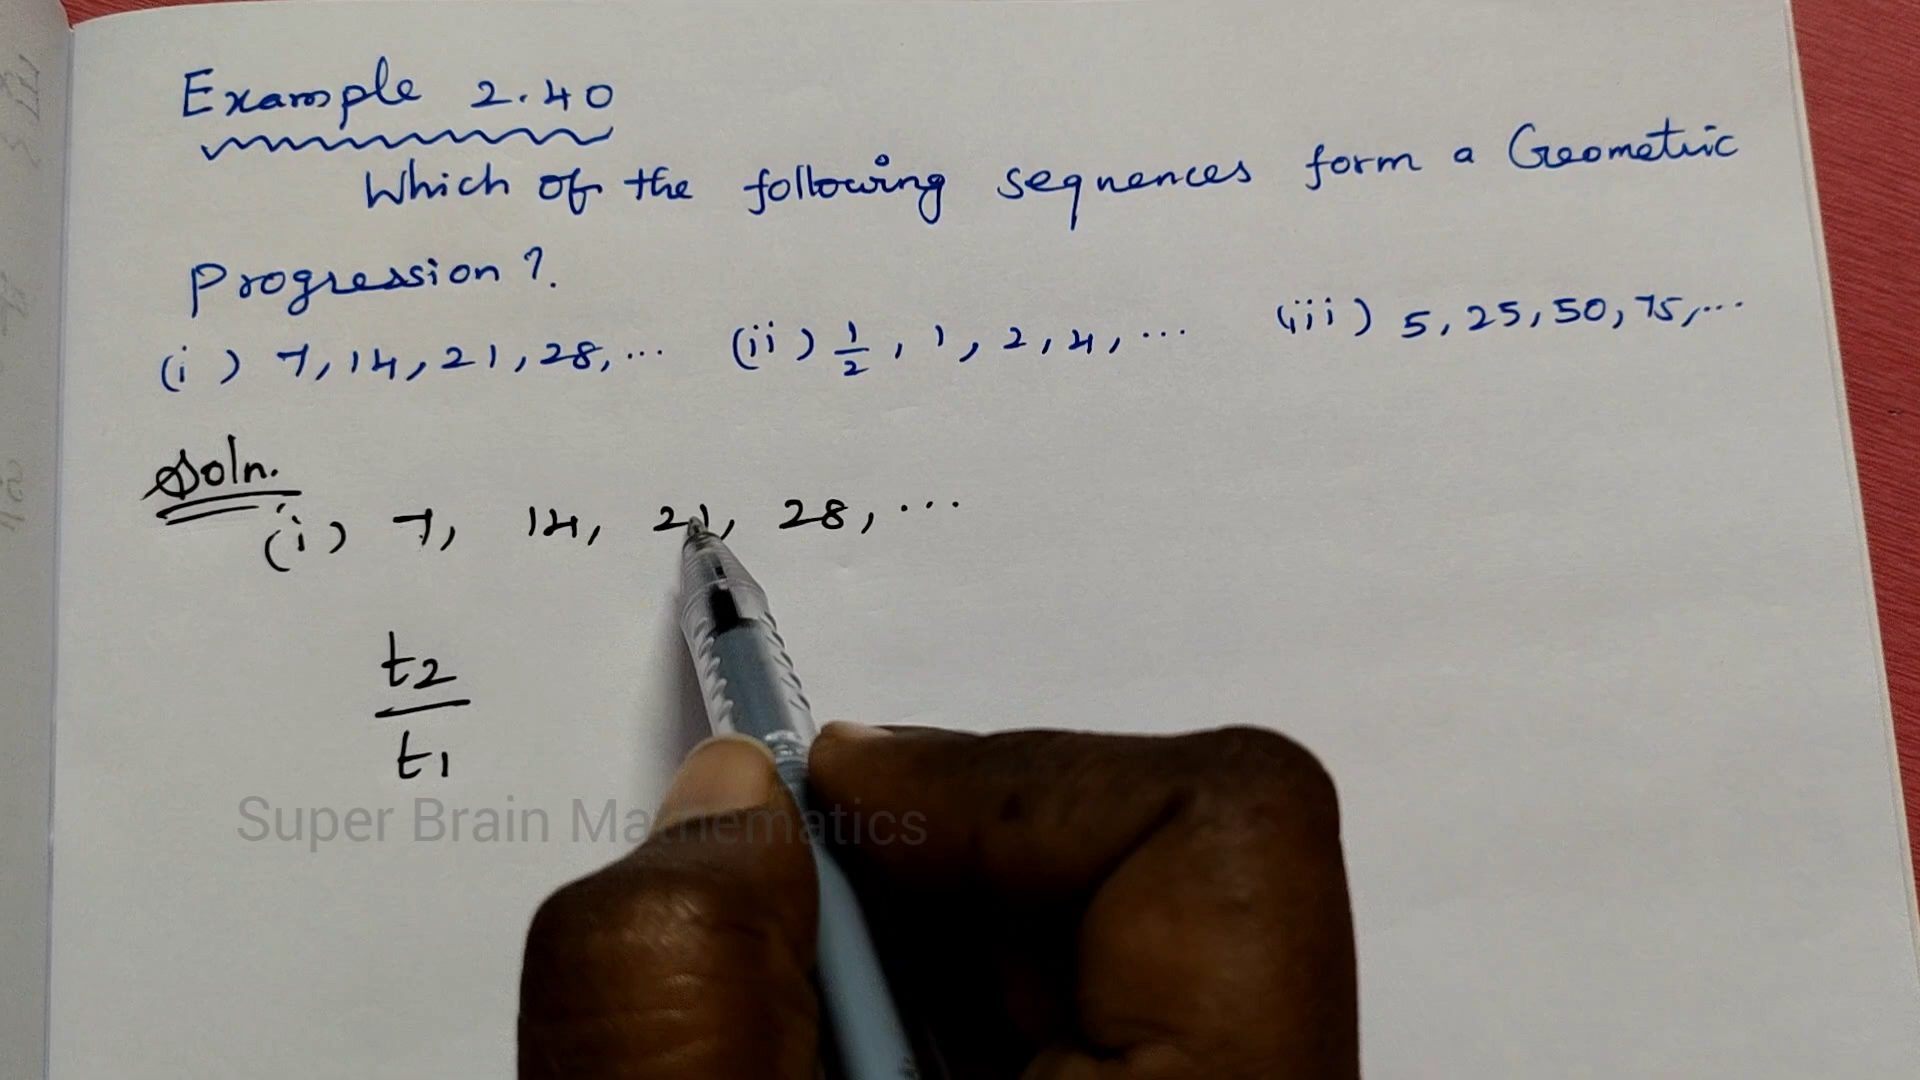 Example 2.40
Which of the following sequences form a Geometric
Progression?.
(i) 7, 14, 21, 28, ... (ii) 1/2, 1, 2, 4, ... (iii) 5, 25, 50, 75, ...
Soln.
(i) 7, 14, 21, 28, ...
t2
t1
Super Brain Mathematics